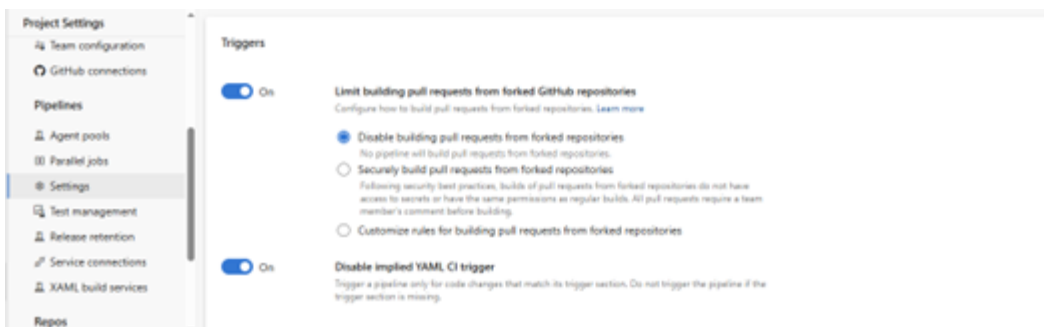 Project Settings
Team configuration
GitHub connections
Pipelines
Agent pools
Parallel jobs
Settings
Test management
Release retention
Service connections
XAML build services
Repos
Triggers
On
Limit building pull requests from forked GitHub repositories
Configure how to build pull requests from forked repositories. Learn more
Disable building pull requests from forked repositories
No pipeline will build pull requests from forked repositories.
Securely build pull requests from forked repositories
Following security best practices, builds of pull requests from forked repositories do not have
access to secrets or have the same permissions as regular builds. All pull requests require a team
member's comment before building.
Customize rules for building pull requests from forked repositories
On
Disable implied YAML CI trigger
Trigger a pipeline only for code changes that match its trigger section. Do not trigger the pipeline if the
trigger section is missing.